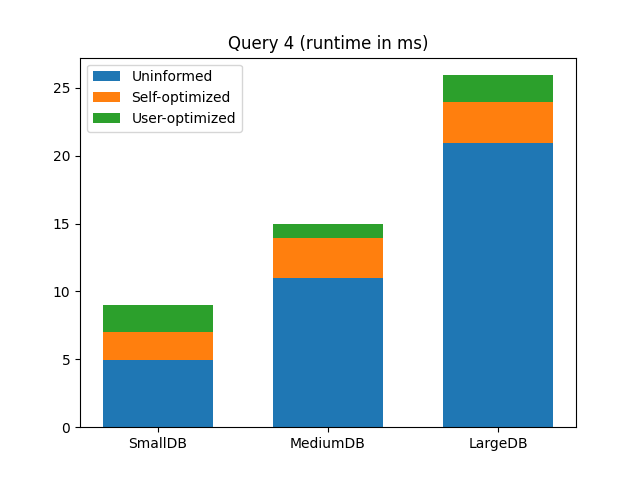 Query 4 (runtime in ms)
Uninformed
Self-optimized
User-optimized
25
20
15
10
5
0
SmallDB
MediumDB
LargeDB